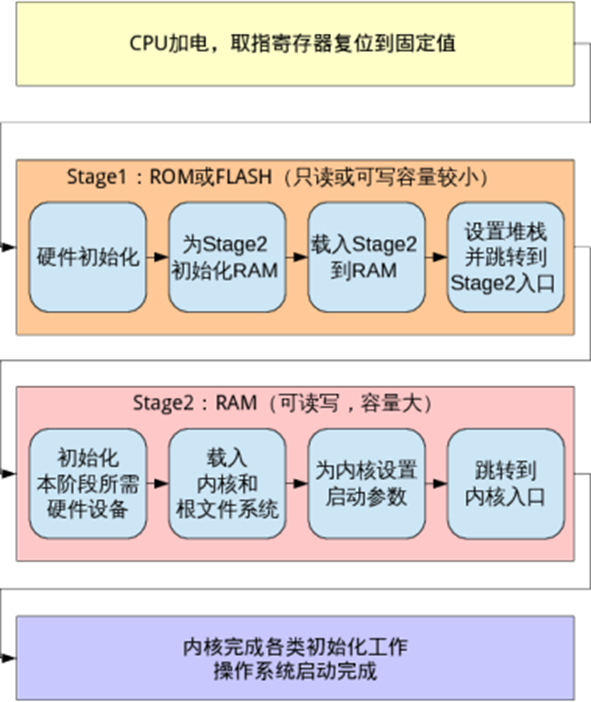 CPU加电，取指寄存器复位到固定值
Stage1：ROM或FLASH（只读或可写容量较小）
硬件初始化
为Stage2
初始化RAM
载入Stage2
到RAM
设置堆栈
并跳转到
Stage2入口
Stage2：RAM（可读写，容量大）
初始化
本阶段所需
硬件设备
载入
内核和
根文件系统
为内核设置
启动参数
跳转到
内核入口
内核完成各类初始化工作
操作系统启动完成